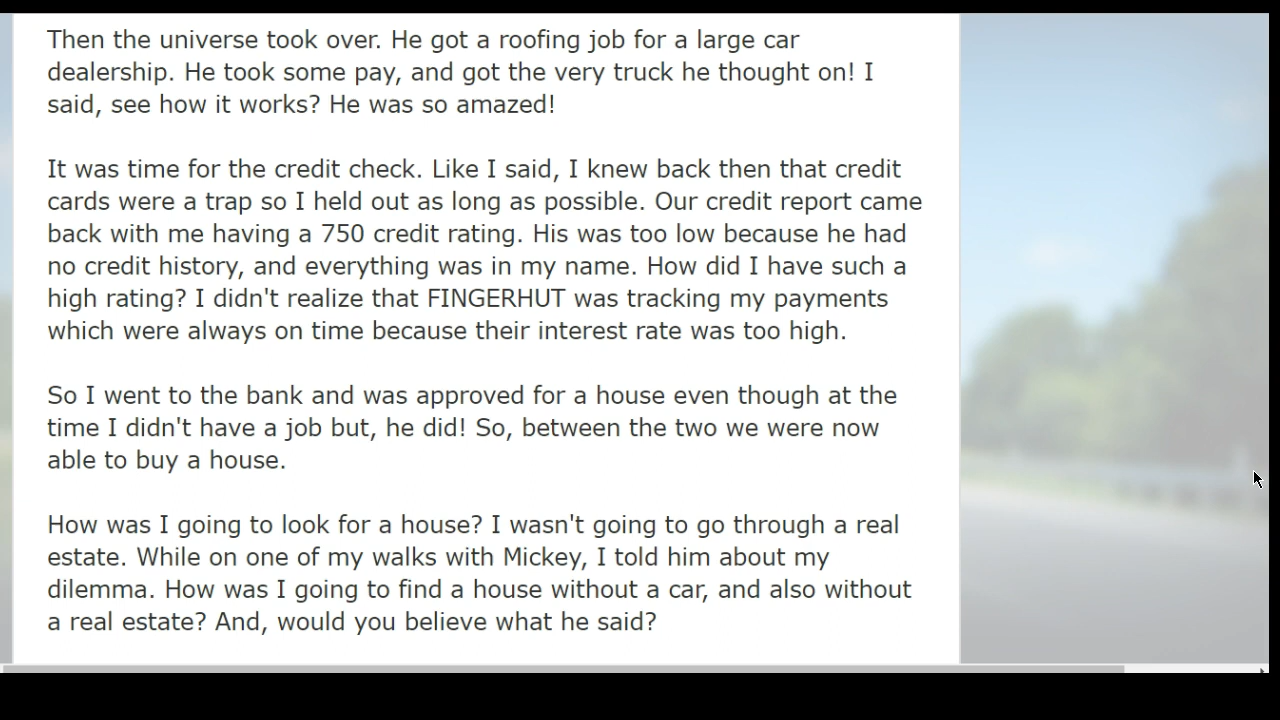 Then the universe took over. He got a roofing job for a large car
dealership. He took some pay, and got the very truck he thought on! I
said, see how it works? He was so amazed!
It was time for the credit check. Like I said, I knew back then that credit
cards were a trap so I held out as long as possible. Our credit report came
back with me having a 750 credit rating. His was too low because he had
no credit history, and everything was in my name. How did I have such a
high rating? I didn't realize that FINGERHUT was tracking my payments
which were always on time because their interest rate was too high.
So I went to the bank and was approved for a house even though at the
time I didn't have a job but, he did! So, between the two we were now
able to buy a house.
How was I going to look for a house? I wasn't going to go through a real
estate. While on one of my walks with Mickey, I told him about my
dilemma. How was I going to find a house without a car, and also without
a real estate? And, would you believe what he said?